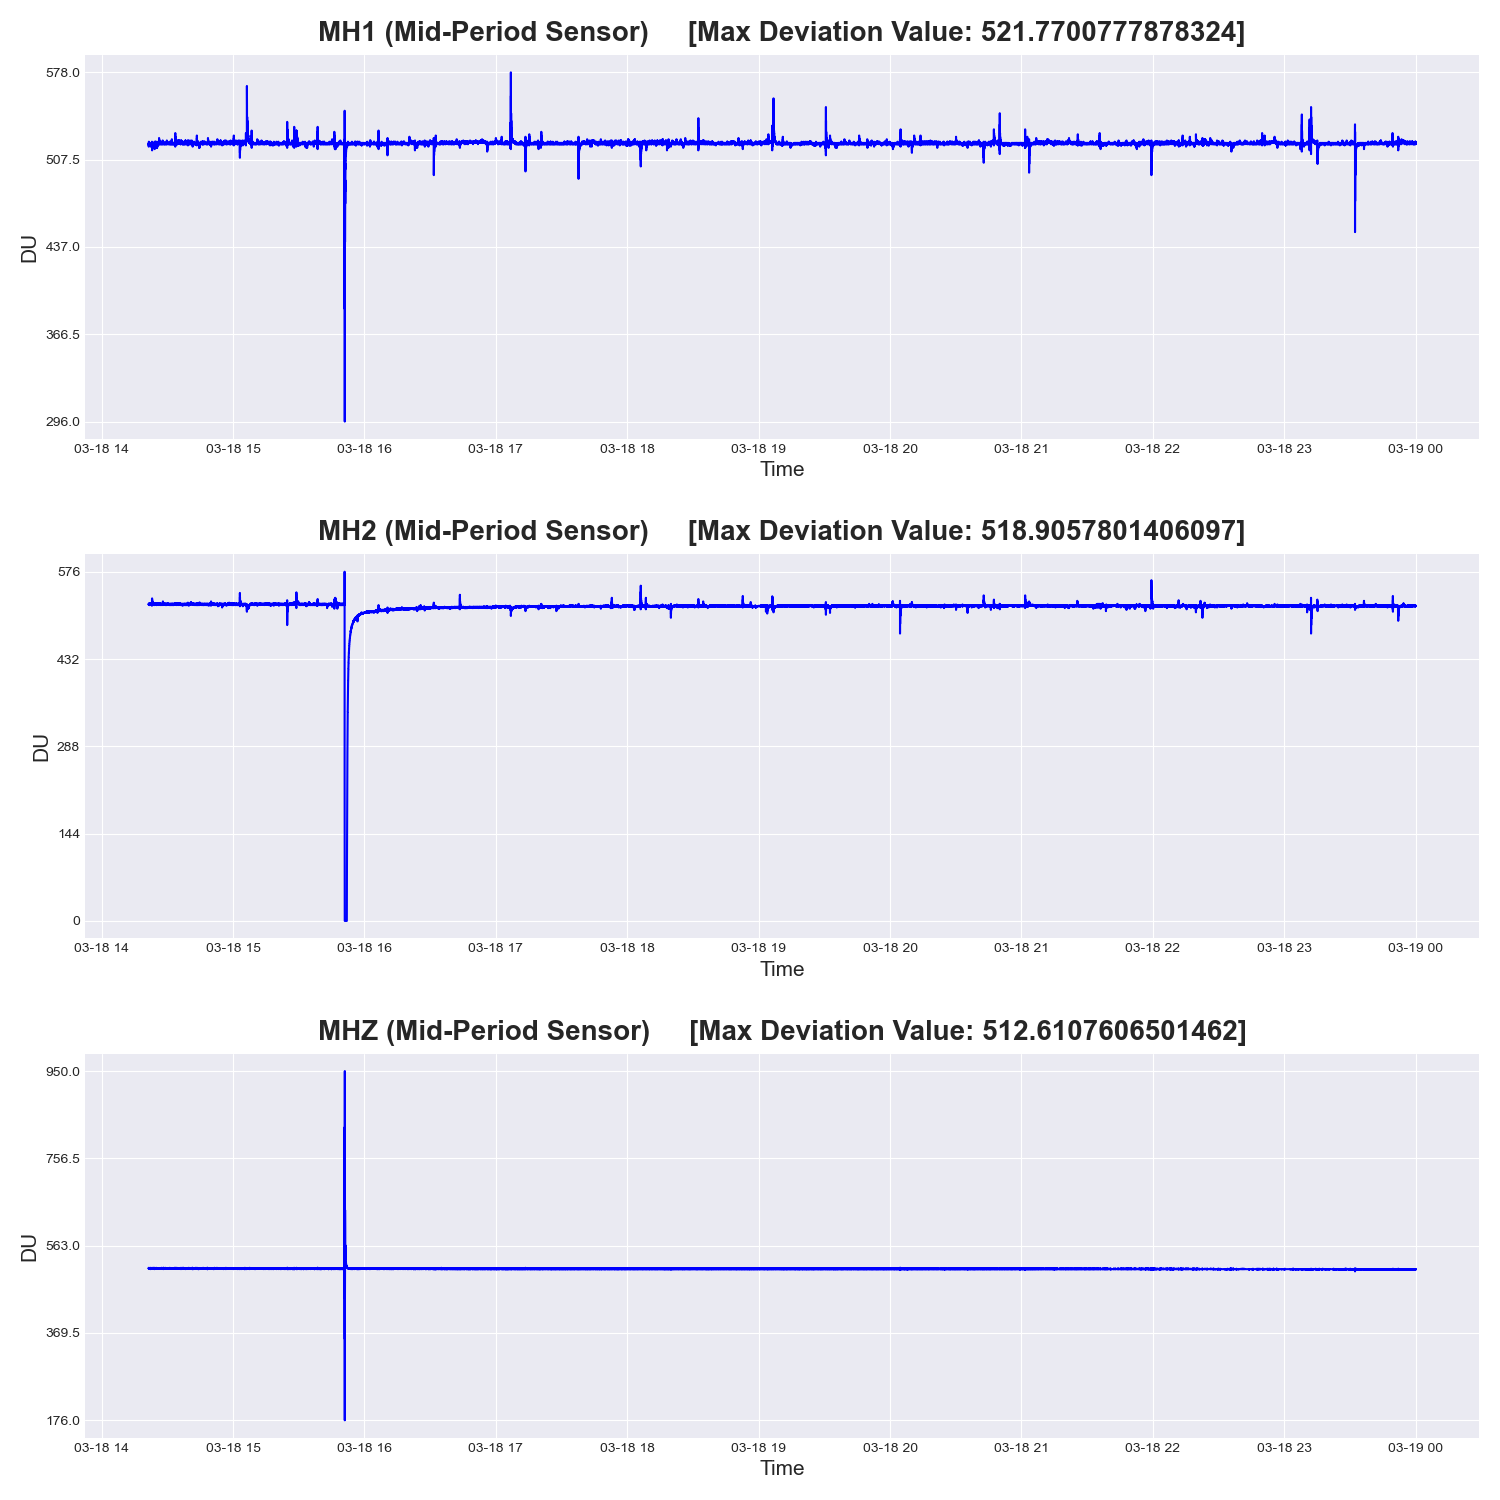 MH1 (Mid-Period Sensor) [Max Deviation Value: 521.7700777878324]
578.0
507.5
437.0
366.5
296.0
DU
03-18 14 03-18 15 03-18 16 03-18 17 03-18 18 03-18 19 03-18 20 03-18 21 03-18 22 03-18 23 03-19 00
Time
MH2 (Mid-Period Sensor) [Max Deviation Value: 518.9057801406097]
576
432
288
144
0
DU
03-18 14 03-18 15 03-18 16 03-18 17 03-18 18 03-18 19 03-18 20 03-18 21 03-18 22 03-18 23 03-19 00
Time
MHZ (Mid-Period Sensor) [Max Deviation Value: 512.6107606501462]
950.0
756.5
563.0
369.5
176.0
DU
03-18 14 03-18 15 03-18 16 03-18 17 03-18 18 03-18 19 03-18 20 03-18 21 03-18 22 03-18 23 03-19 00
Time